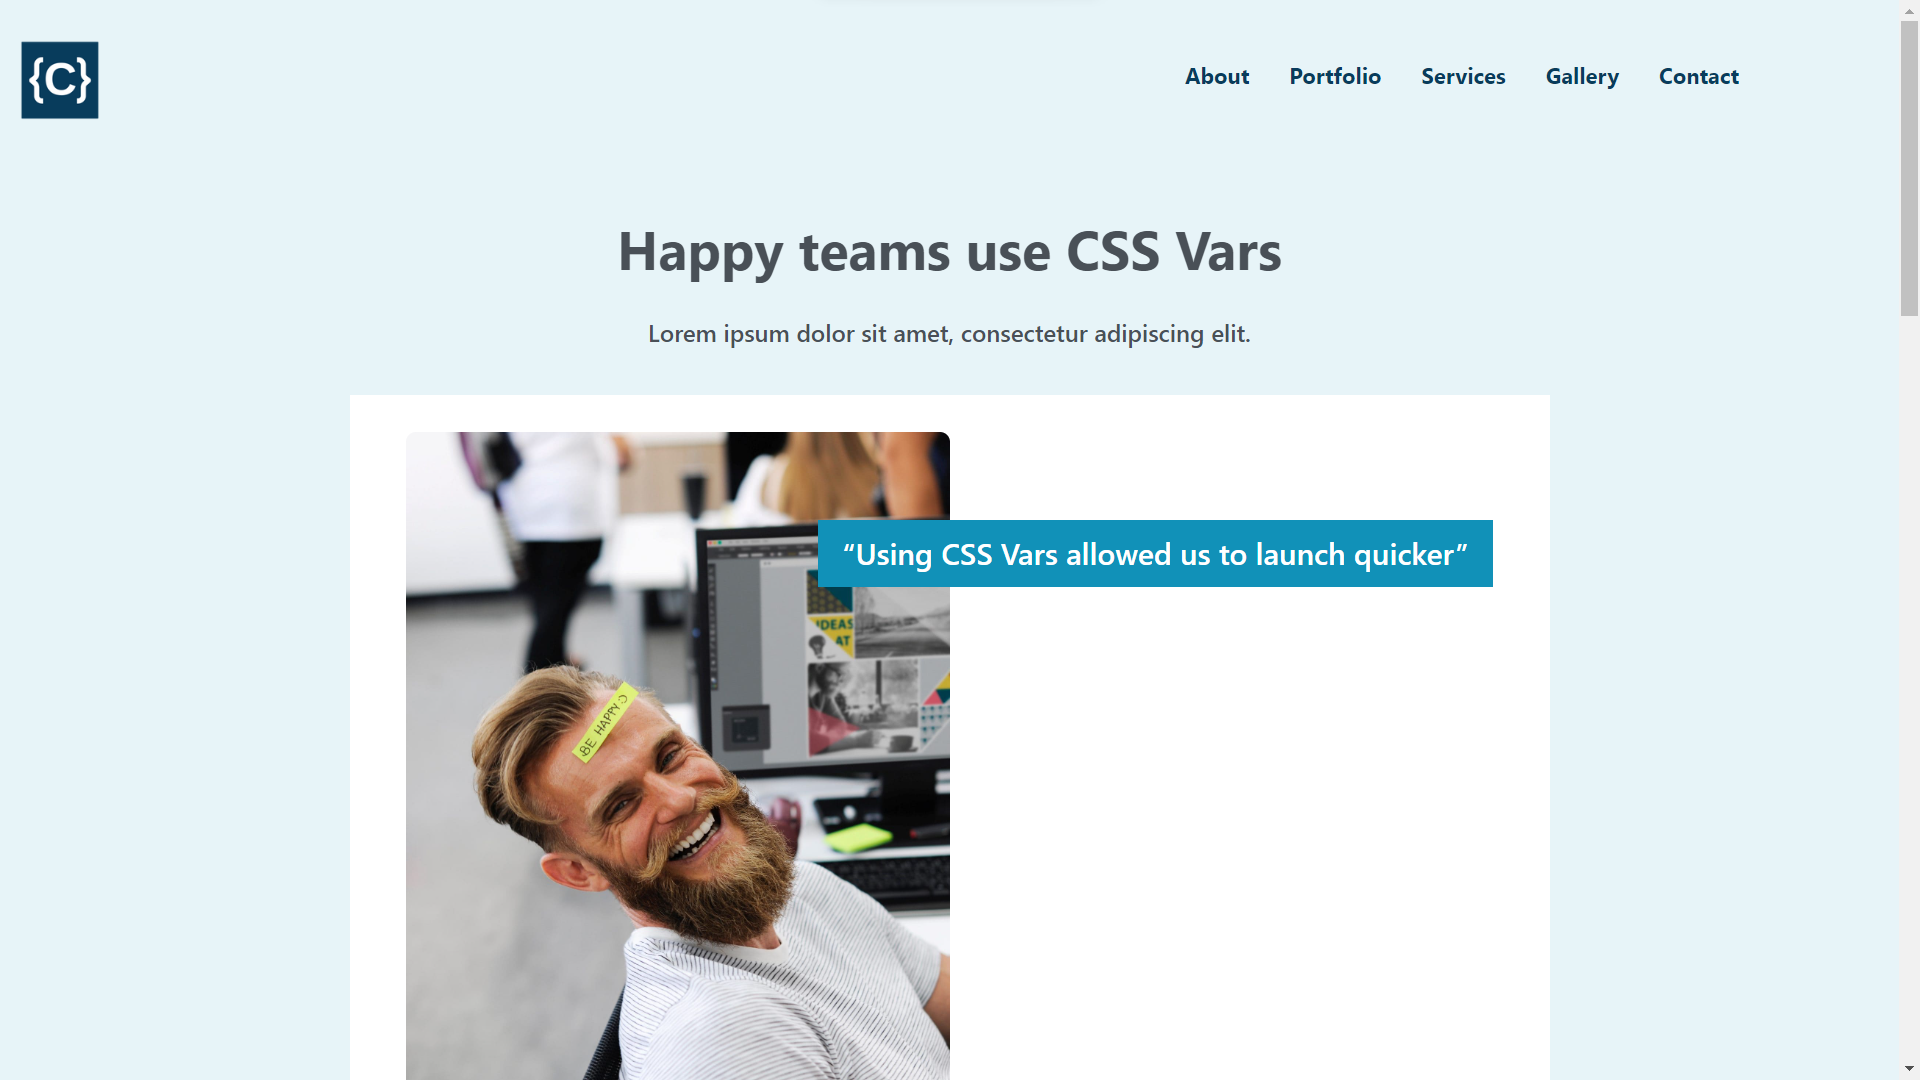 {C}
About Portfolio Services Gallery Contact
Happy teams use CSS Vars
Lorem ipsum dolor sit amet, consectetur adipiscing elit.
“Using CSS Vars allowed us to launch quicker”
IDEAS
AT
BE HAPPY